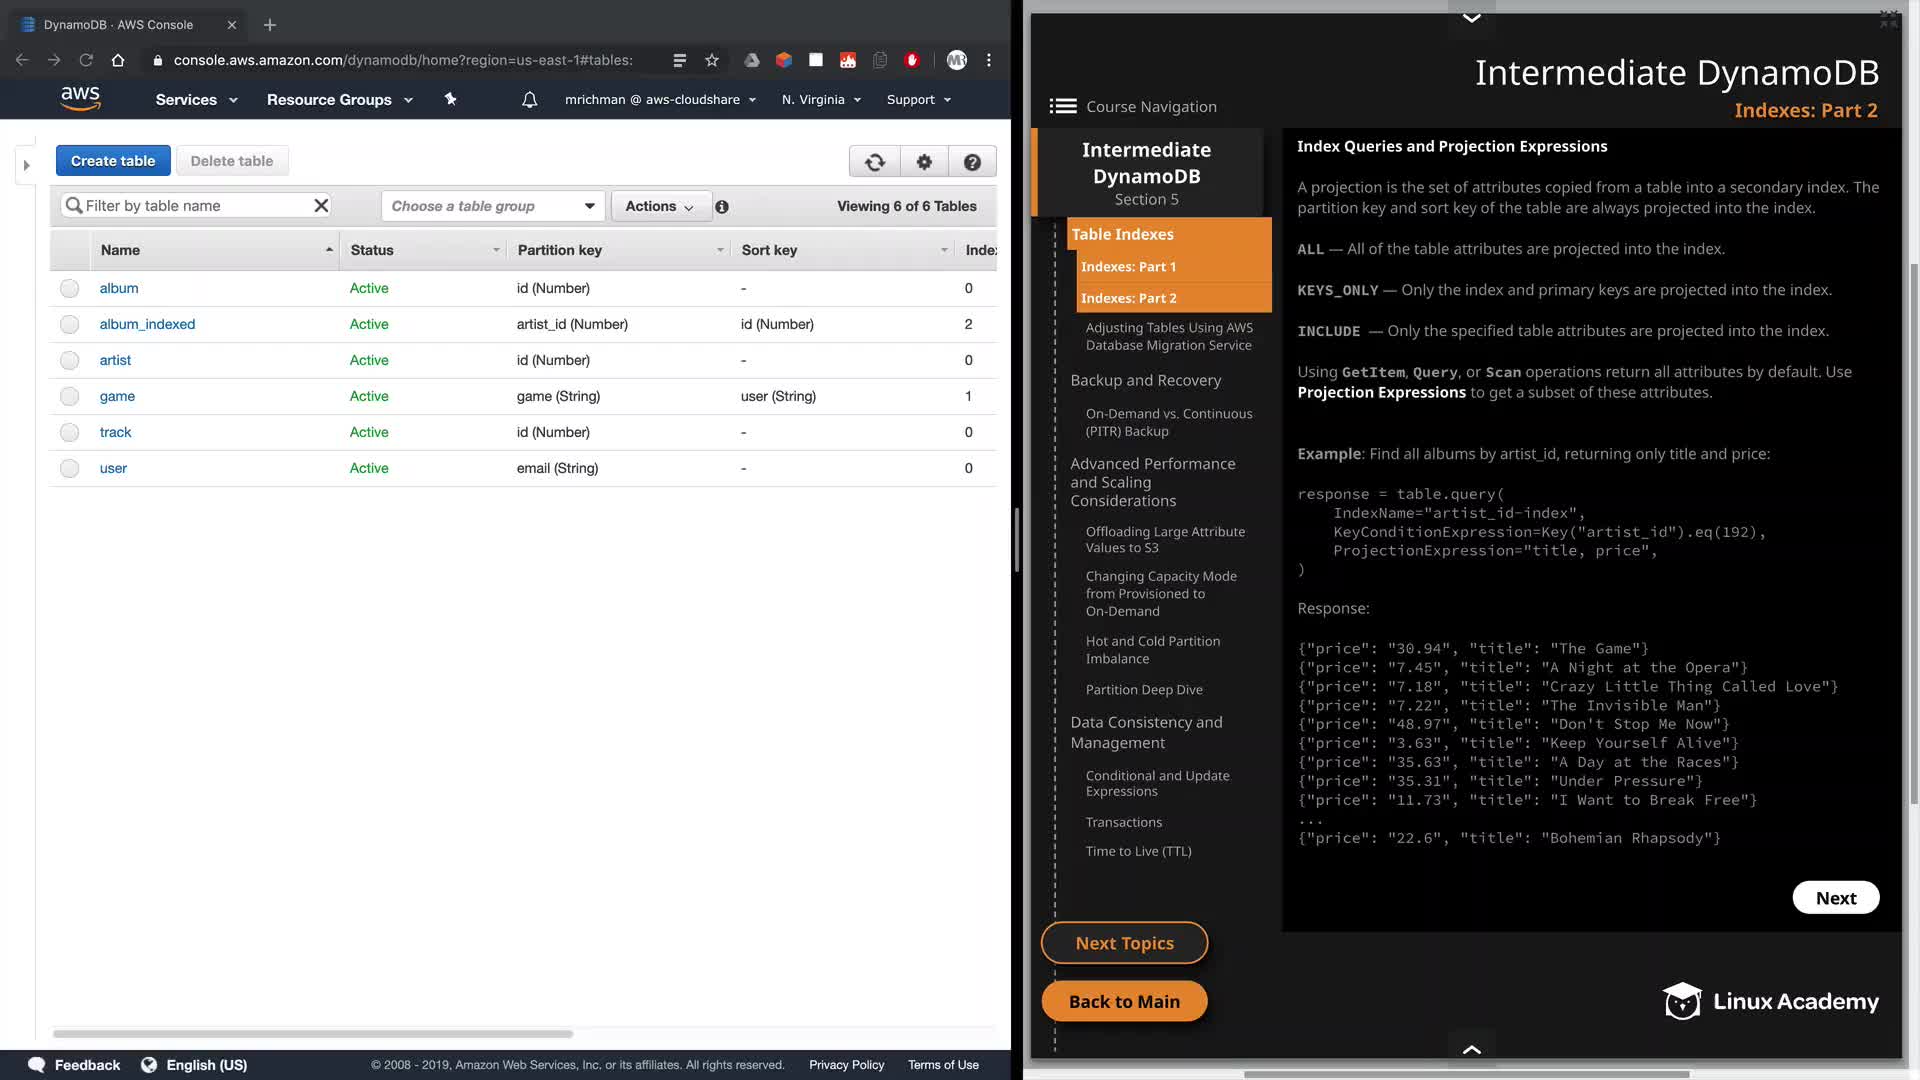 DynamoDB · AWS Console
console.aws.amazon.com/dynamodb/home?region=us-east-1#tables:
MR
aws
Services
Resource Groups
mrichman @ aws-cloudshare
N. Virginia
Support
Create table
Delete table
Filter by table name
Choose a table group
Actions
Viewing 6 of 6 Tables
Name Status Partition key Sort key Index
album Active id (Number) - 0
album_indexed Active artist_id (Number) id (Number) 2
artist Active id (Number) - 0
game Active game (String) user (String) 1
track Active id (Number) - 0
user Active email (String) - 0
Feedback
English (US)
© 2008 - 2019, Amazon Web Services, Inc. or its affiliates. All rights reserved.
Privacy Policy
Terms of Use
Intermediate DynamoDB
Indexes: Part 2
Course Navigation
Intermediate
DynamoDB
Section 5
Table Indexes
Indexes: Part 1
Indexes: Part 2
Adjusting Tables Using AWS
Database Migration Service
Backup and Recovery
On-Demand vs. Continuous
(PITR) Backup
Advanced Performance
and Scaling
Considerations
Offloading Large Attribute
Values to S3
Changing Capacity Mode
from Provisioned to
On-Demand
Hot and Cold Partition
Imbalance
Partition Deep Dive
Data Consistency and
Management
Conditional and Update
Expressions
Transactions
Time to Live (TTL)
Next Topics
Back to Main
Index Queries and Projection Expressions
A projection is the set of attributes copied from a table into a secondary index. The
partition key and sort key of the table are always projected into the index.
ALL — All of the table attributes are projected into the index.
KEYS_ONLY — Only the index and primary keys are projected into the index.
INCLUDE — Only the specified table attributes are projected into the index.
Using GetItem, Query, or Scan operations return all attributes by default. Use
Projection Expressions to get a subset of these attributes.
Example: Find all albums by artist_id, returning only title and price:
response = table.query(
IndexName="artist_id-index",
KeyConditionExpression=Key("artist_id").eq(192),
ProjectionExpression="title, price",
)
Response:
{"price": "30.94", "title": "The Game"}
{"price": "7.45", "title": "A Night at the Opera"}
{"price": "7.18", "title": "Crazy Little Thing Called Love"}
{"price": "7.22", "title": "The Invisible Man"}
{"price": "48.97", "title": "Don't Stop Me Now"}
{"price": "3.63", "title": "Keep Yourself Alive"}
{"price": "35.63", "title": "A Day at the Races"}
{"price": "35.31", "title": "Under Pressure"}
{"price": "11.73", "title": "I Want to Break Free"}
...
{"price": "22.6", "title": "Bohemian Rhapsody"}
Next
Linux Academy